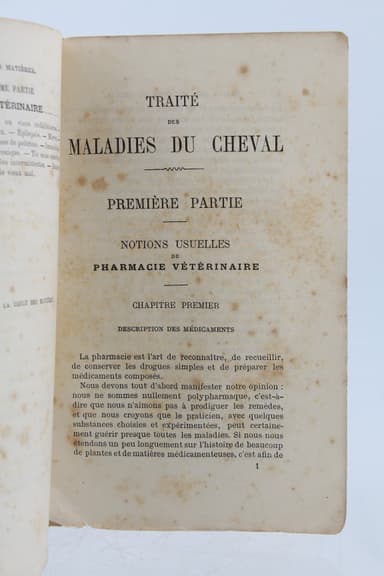 MATIÈRES.
PARTIE
TÉRINAIRE
TRAITÉ
DES
MALADIES DU CHEVAL
PREMIÈRE PARTIE
NOTIONS USUELLES
DE
PHARMACIE VÉTÉRINAIRE
CHAPITRE PREMIER
DESCRIPTION DES MÉDICAMENTS
La pharmacie est l'art de reconnaître, de recueillir,
de conserver les drogues simples et de préparer les
médicaments composés.
Nous devons tout d'abord manifester notre opinion :
nous ne sommes nullement polypharmaque, c'est-à-
dire que nous n'aimons pas à prodiguer les remèdes,
et que nous croyons que le praticien, avec quelques
substances choisies et expérimentées, peut certaine-
ment guérir presque toutes les maladies. Si nous nous
étendons un peu longuement sur l'histoire de beaucoup
de plantes et de matières médicamenteuses, c'est afin de
1